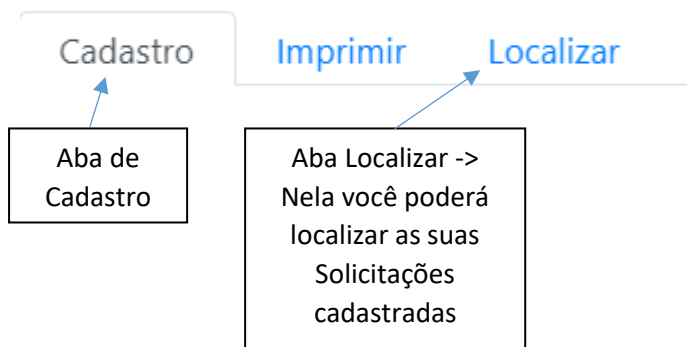 Cadastro Imprimir Localizar
Aba de
Cadastro
Aba Localizar ->
Nela você poderá
localizar as suas
Solicitações
cadastradas